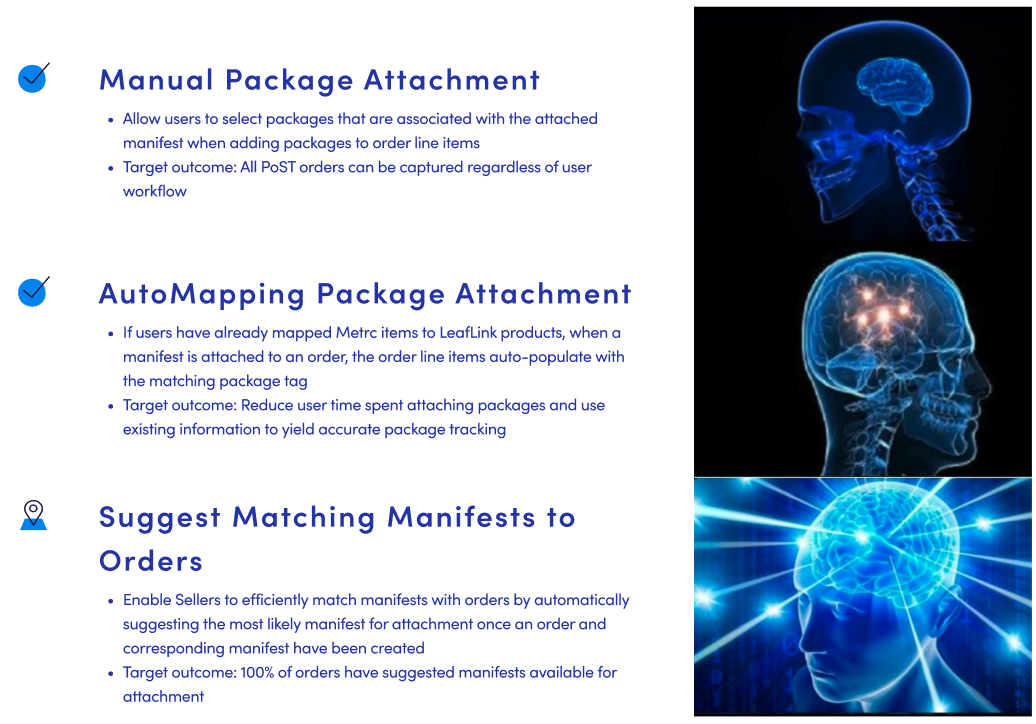 Manual Package Attachment
• Allow users to select packages that are associated with the attached
manifest when adding packages to order line items
• Target outcome: All PoST orders can be captured regardless of user
workflow
AutoMapping Package Attachment
• If users have already mapped Metrc items to LeafLink products, when a
manifest is attached to an order, the order line items auto-populate with
the matching package tag
• Target outcome: Reduce user time spent attaching packages and use
existing information to yield accurate package tracking
Suggest Matching Manifests to
Orders
• Enable Sellers to efficiently match manifests with orders by automatically
suggesting the most likely manifest for attachment once an order and
corresponding manifest have been created
• Target outcome: 100% of orders have suggested manifests available for
attachment